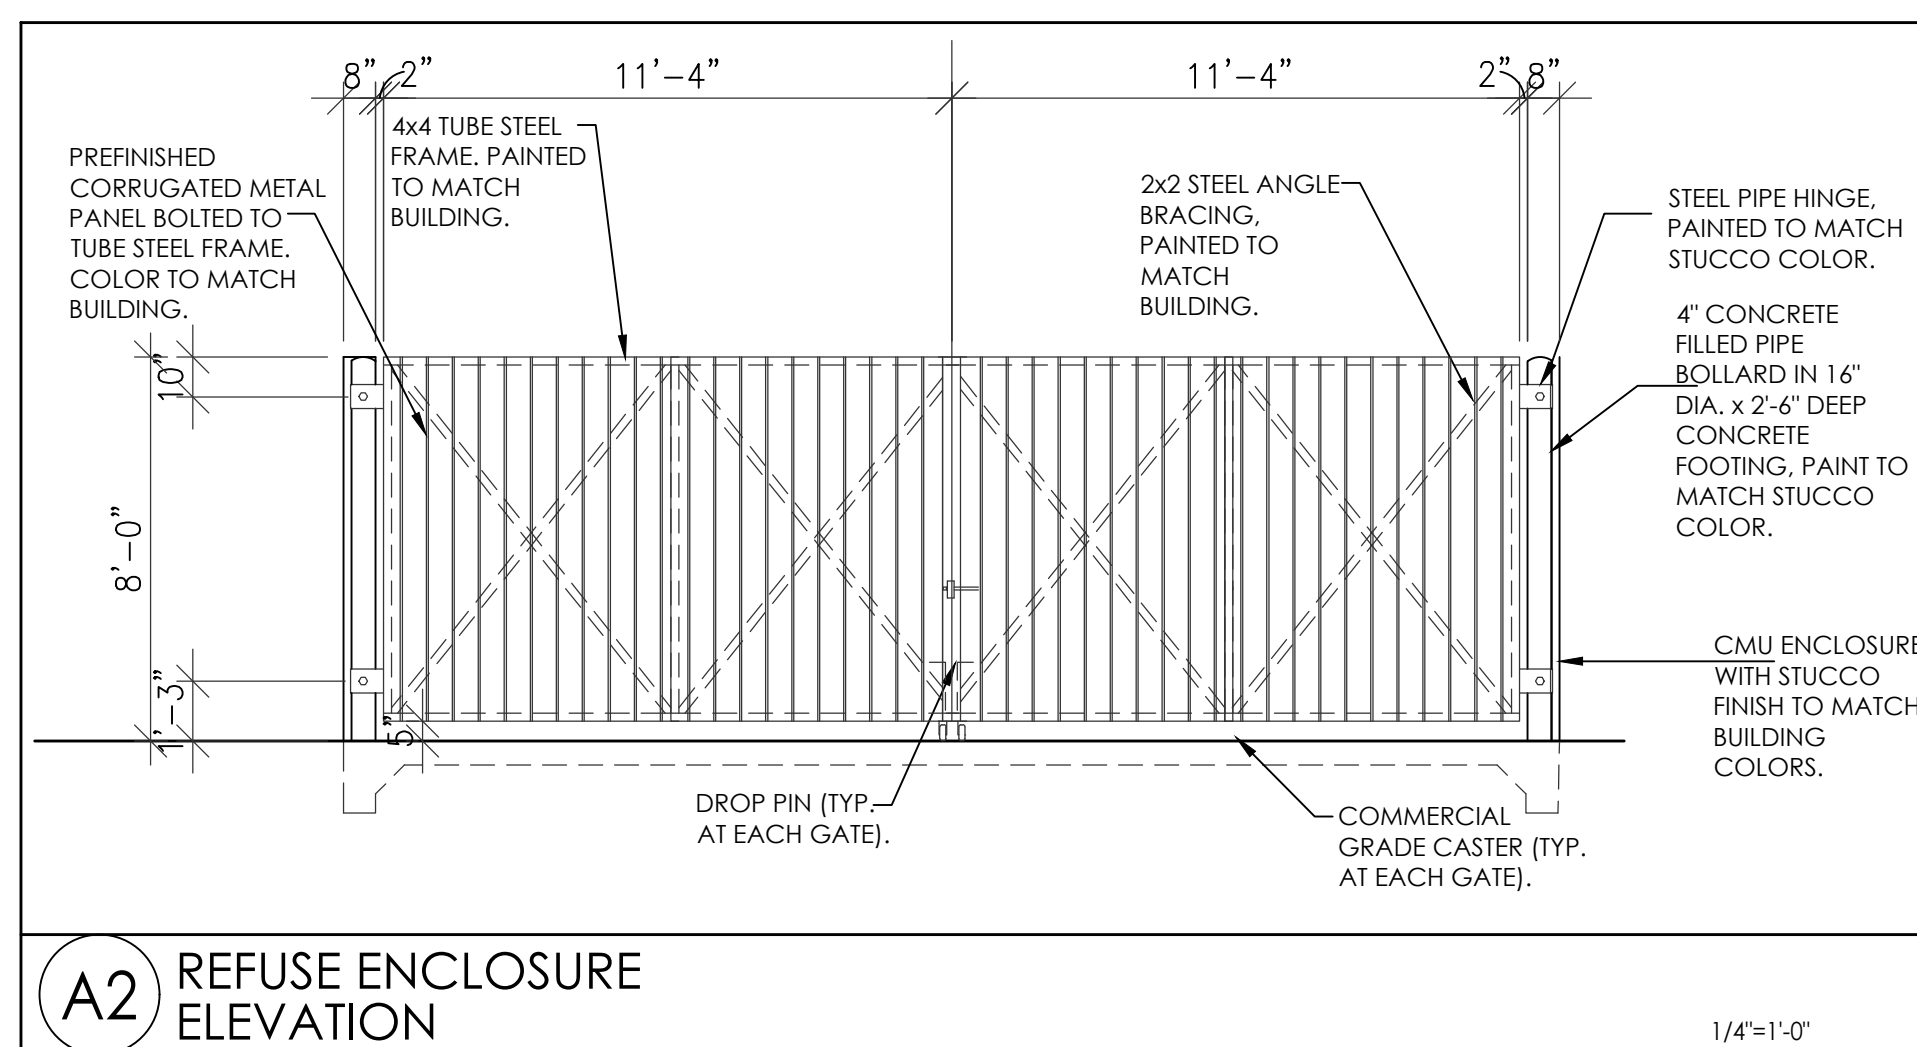 8” 2” 11’–4” 11’–4” 2” 8”
PREFINISHED
CORRUGATED METAL
PANEL BOLTED TO
TUBE STEEL FRAME.
COLOR TO MATCH
BUILDING.
4x4 TUBE STEEL
FRAME. PAINTED
TO MATCH
BUILDING.
2x2 STEEL ANGLE
BRACING,
PAINTED TO
MATCH
BUILDING.
STEEL PIPE HINGE,
PAINTED TO MATCH
STUCCO COLOR.
4" CONCRETE
FILLED PIPE
BOLLARD IN 16"
DIA. x 2'-6" DEEP
CONCRETE
FOOTING, PAINT TO
MATCH STUCCO
COLOR.
10”
8’–0”
1’–3”
5”
CMU ENCLOSURE
WITH STUCCO
FINISH TO MATCH
BUILDING
COLORS.
DROP PIN (TYP.
AT EACH GATE).
COMMERCIAL
GRADE CASTER (TYP.
AT EACH GATE).
A2
REFUSE ENCLOSURE
ELEVATION
1/4"=1'-0"